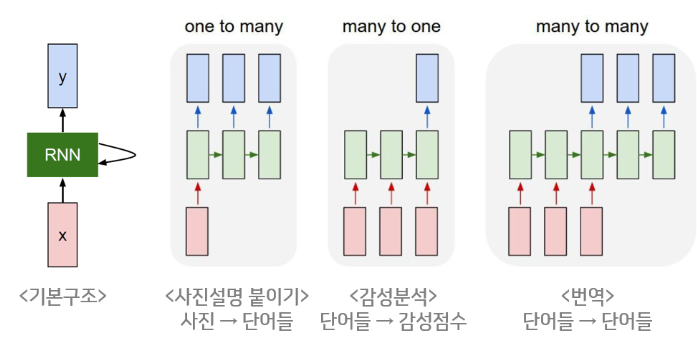 one to many
many to one
many to many
y
RNN
x
<기본구조>
<사진설명 붙이기>
사진 → 단어들
<감성분석>
단어들 → 감성점수
<번역>
단어들 → 단어들